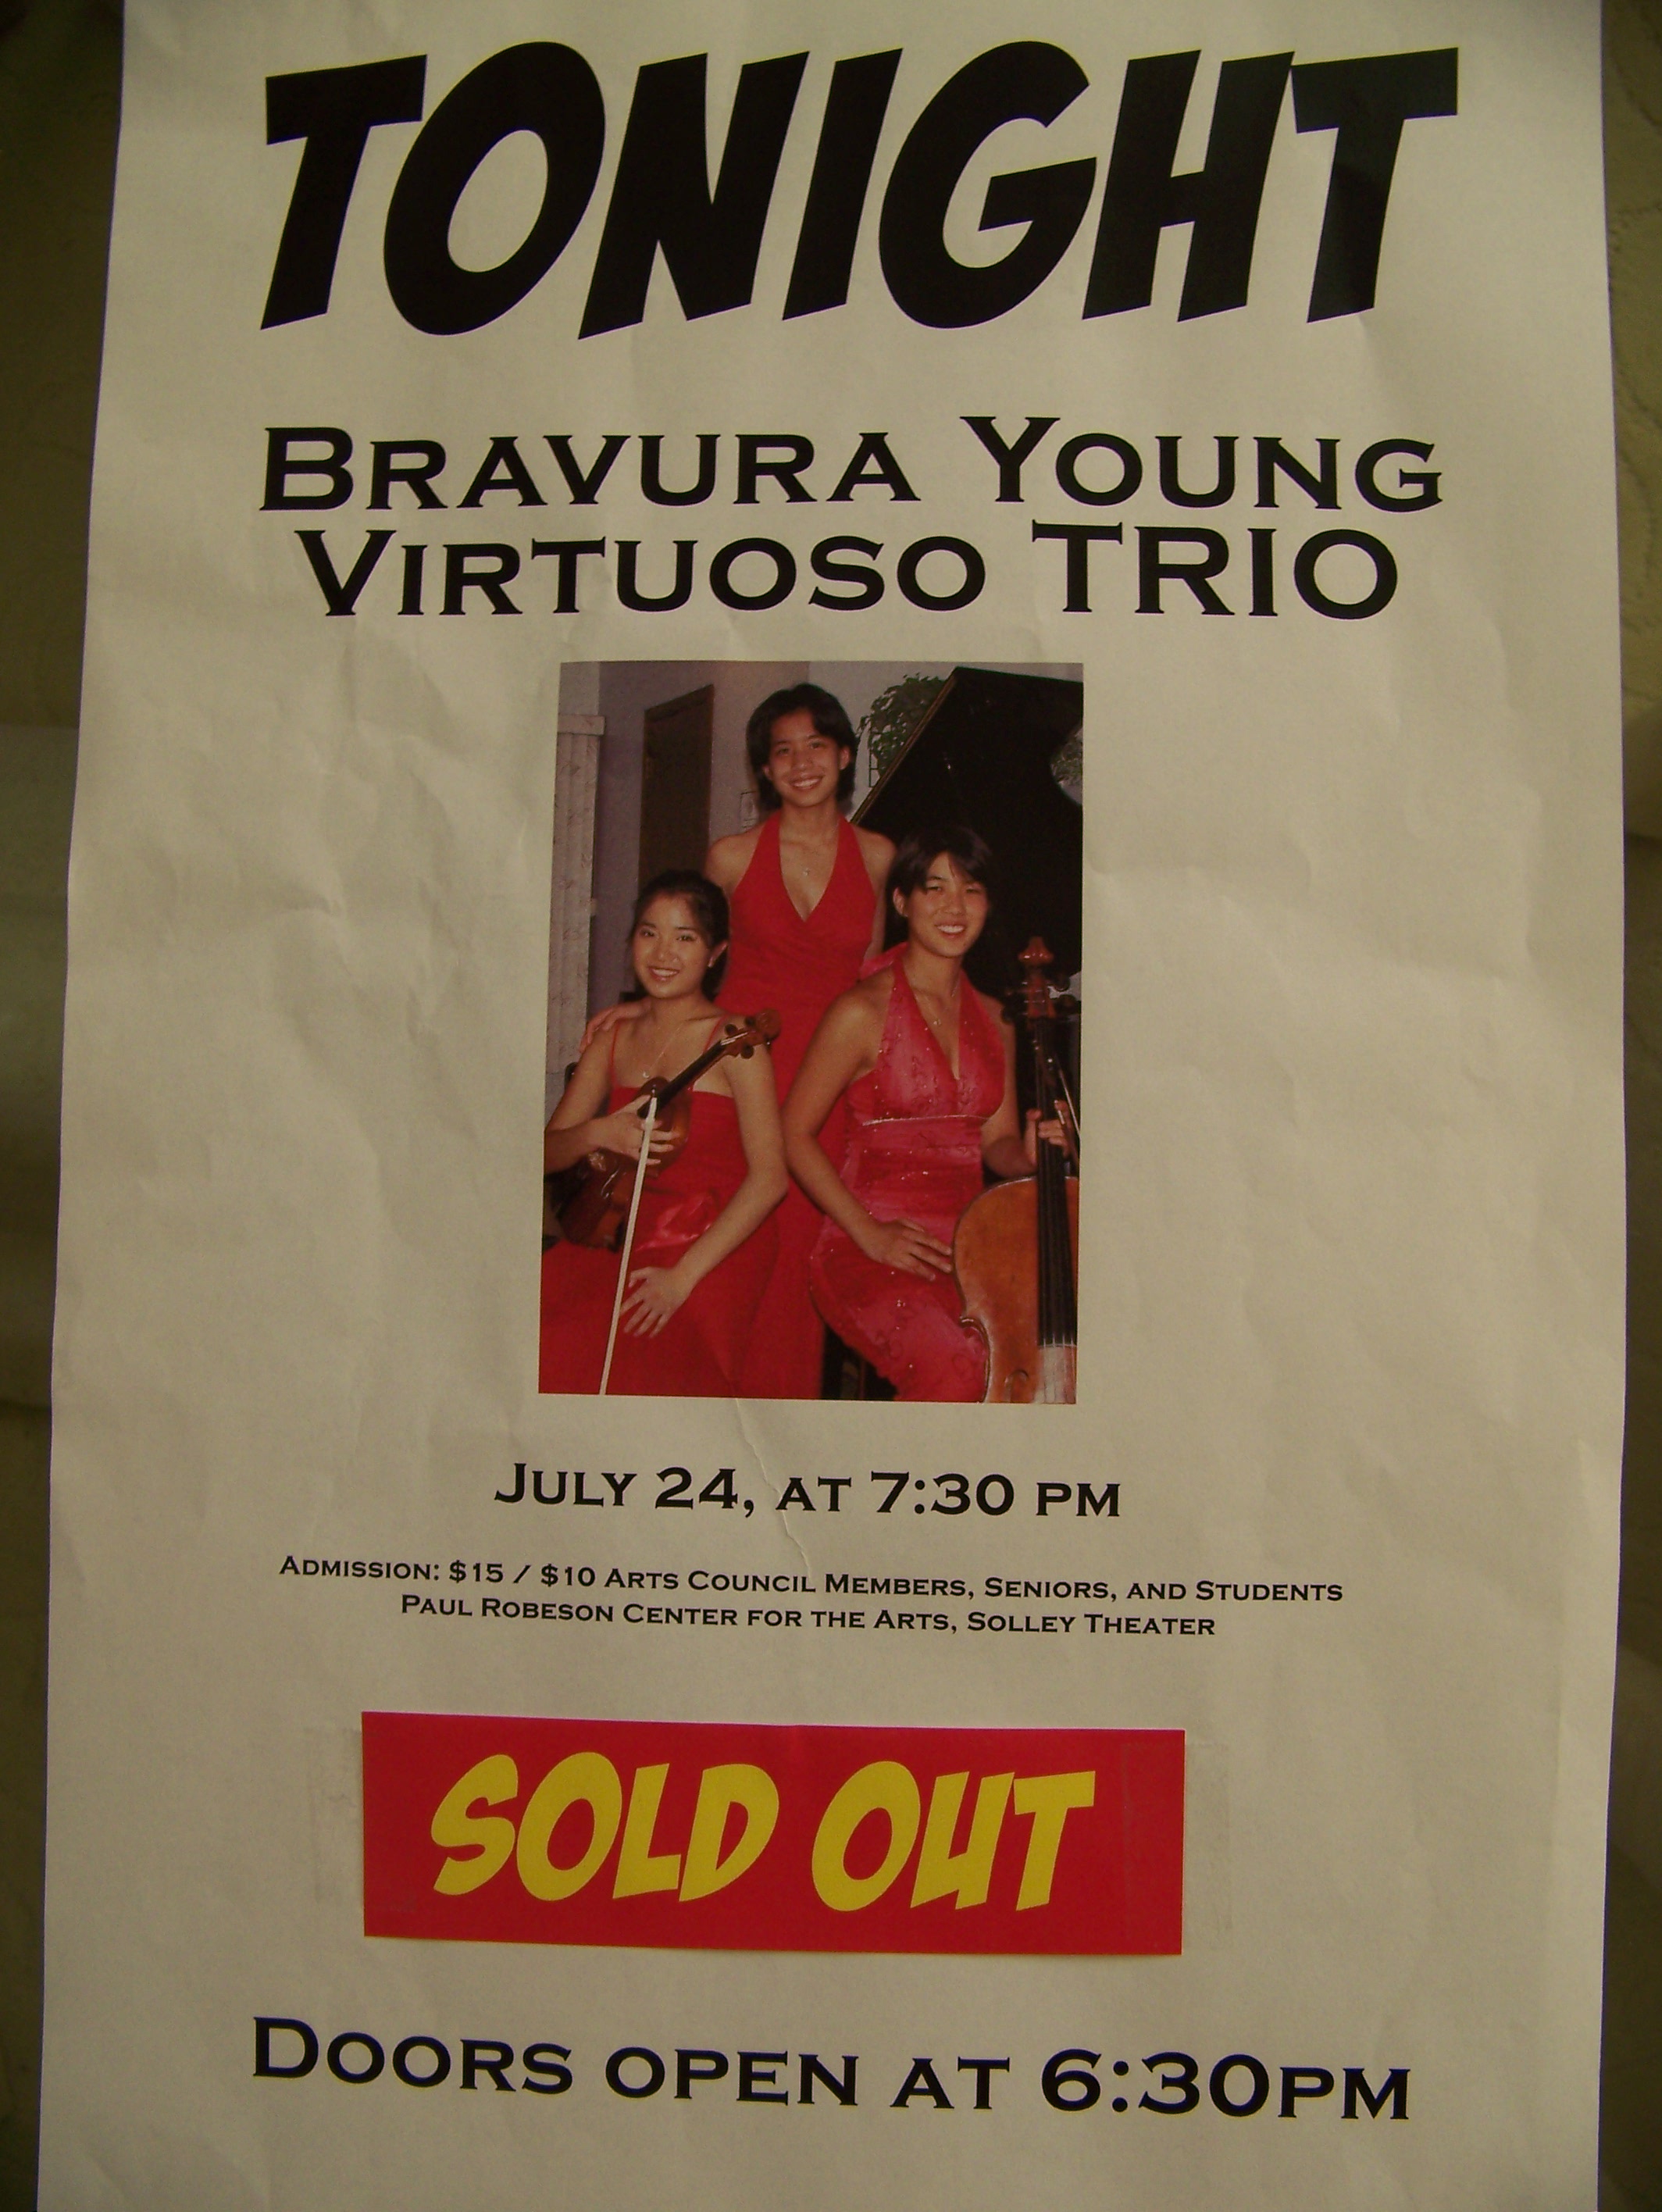 TONIGHT
BRAVURA YOUNG
VIRTUOSO TRIO
JULY 24, AT 7:30 PM
ADMISSION: $15 / $10 ARTS COUNCIL MEMBERS, SENIORS, AND STUDENTS
PAUL ROBESON CENTER FOR THE ARTS, SOLLEY THEATER
SOLD OUT
DOORS OPEN AT 6:30PM